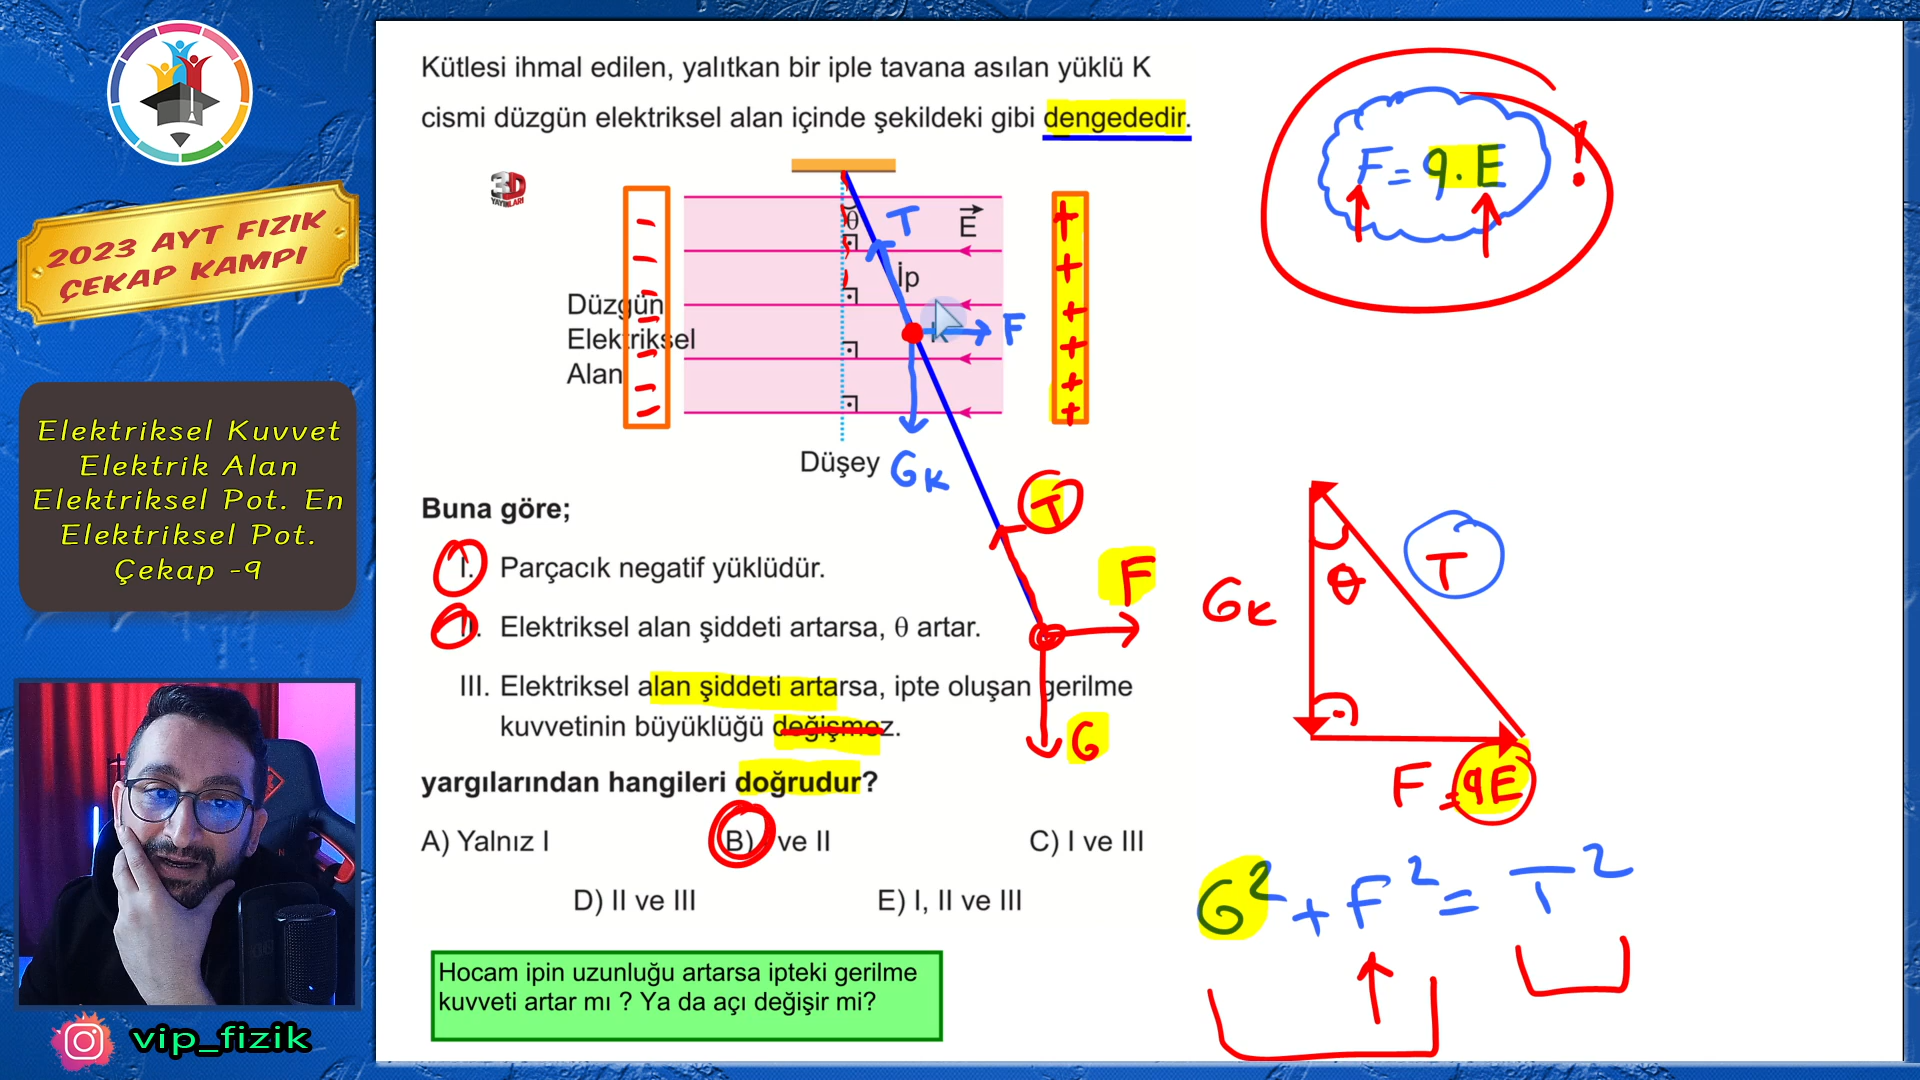 2023 AYT FIZIK
ÇEKAP KAMPI
Elektriksel Kuvvet
Elektrik Alan
Elektriksel Pot. En
Elektriksel Pot.
Çekap -9
vip_fizik
Kütlesi ihmal edilen, yalıtkan bir iple tavana asılan yüklü K
cismi düzgün elektriksel alan içinde şekildeki gibi dengededir.
3D
YAYINLARI
θ
T
E
İp
K
F
Düzgün
Elektriksel
Alan
Düşey
GK
Buna göre;
I. Parçacık negatif yüklüdür.
II. Elektriksel alan şiddeti artarsa, θ artar.
III. Elektriksel alan şiddeti artarsa, ipte oluşan gerilme
kuvvetinin büyüklüğü değişmez.
T
F
G
yargılarından hangileri doğrudur?
A) Yalnız I
B) I ve II
C) I ve III
D) II ve III
E) I, II ve III
Hocam ipin uzunluğu artarsa ipteki gerilme
kuvveti artar mı ? Ya da açı değişir mi?
F = q.E !
GK
θ
T
F = qE
G² + F² = T²